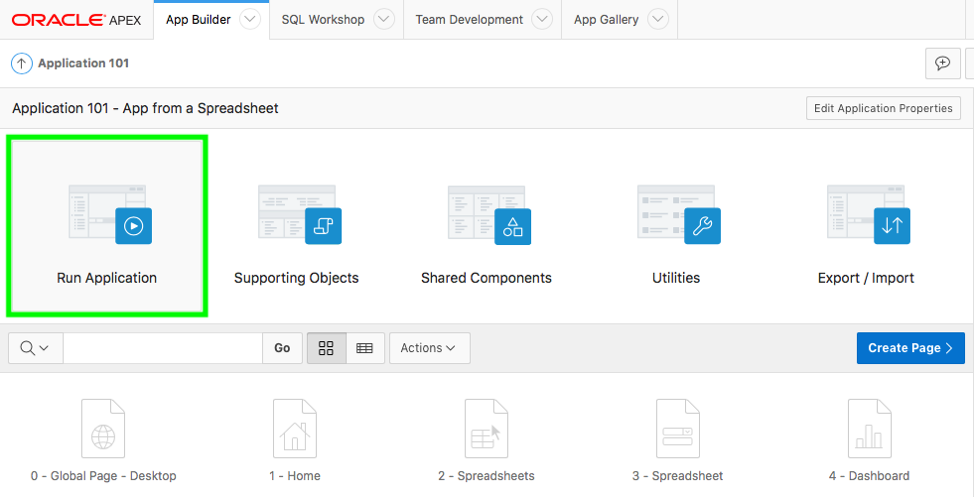 ORACLE APEX App Builder SQL Workshop Team Development App Gallery
Application 101
Application 101 - App from a Spreadsheet Edit Application Properties
Run Application Supporting Objects Shared Components Utilities Export / Import
Go Actions Create Page
0 - Global Page - Desktop 1 - Home 2 - Spreadsheets 3 - Spreadsheet 4 - Dashboard